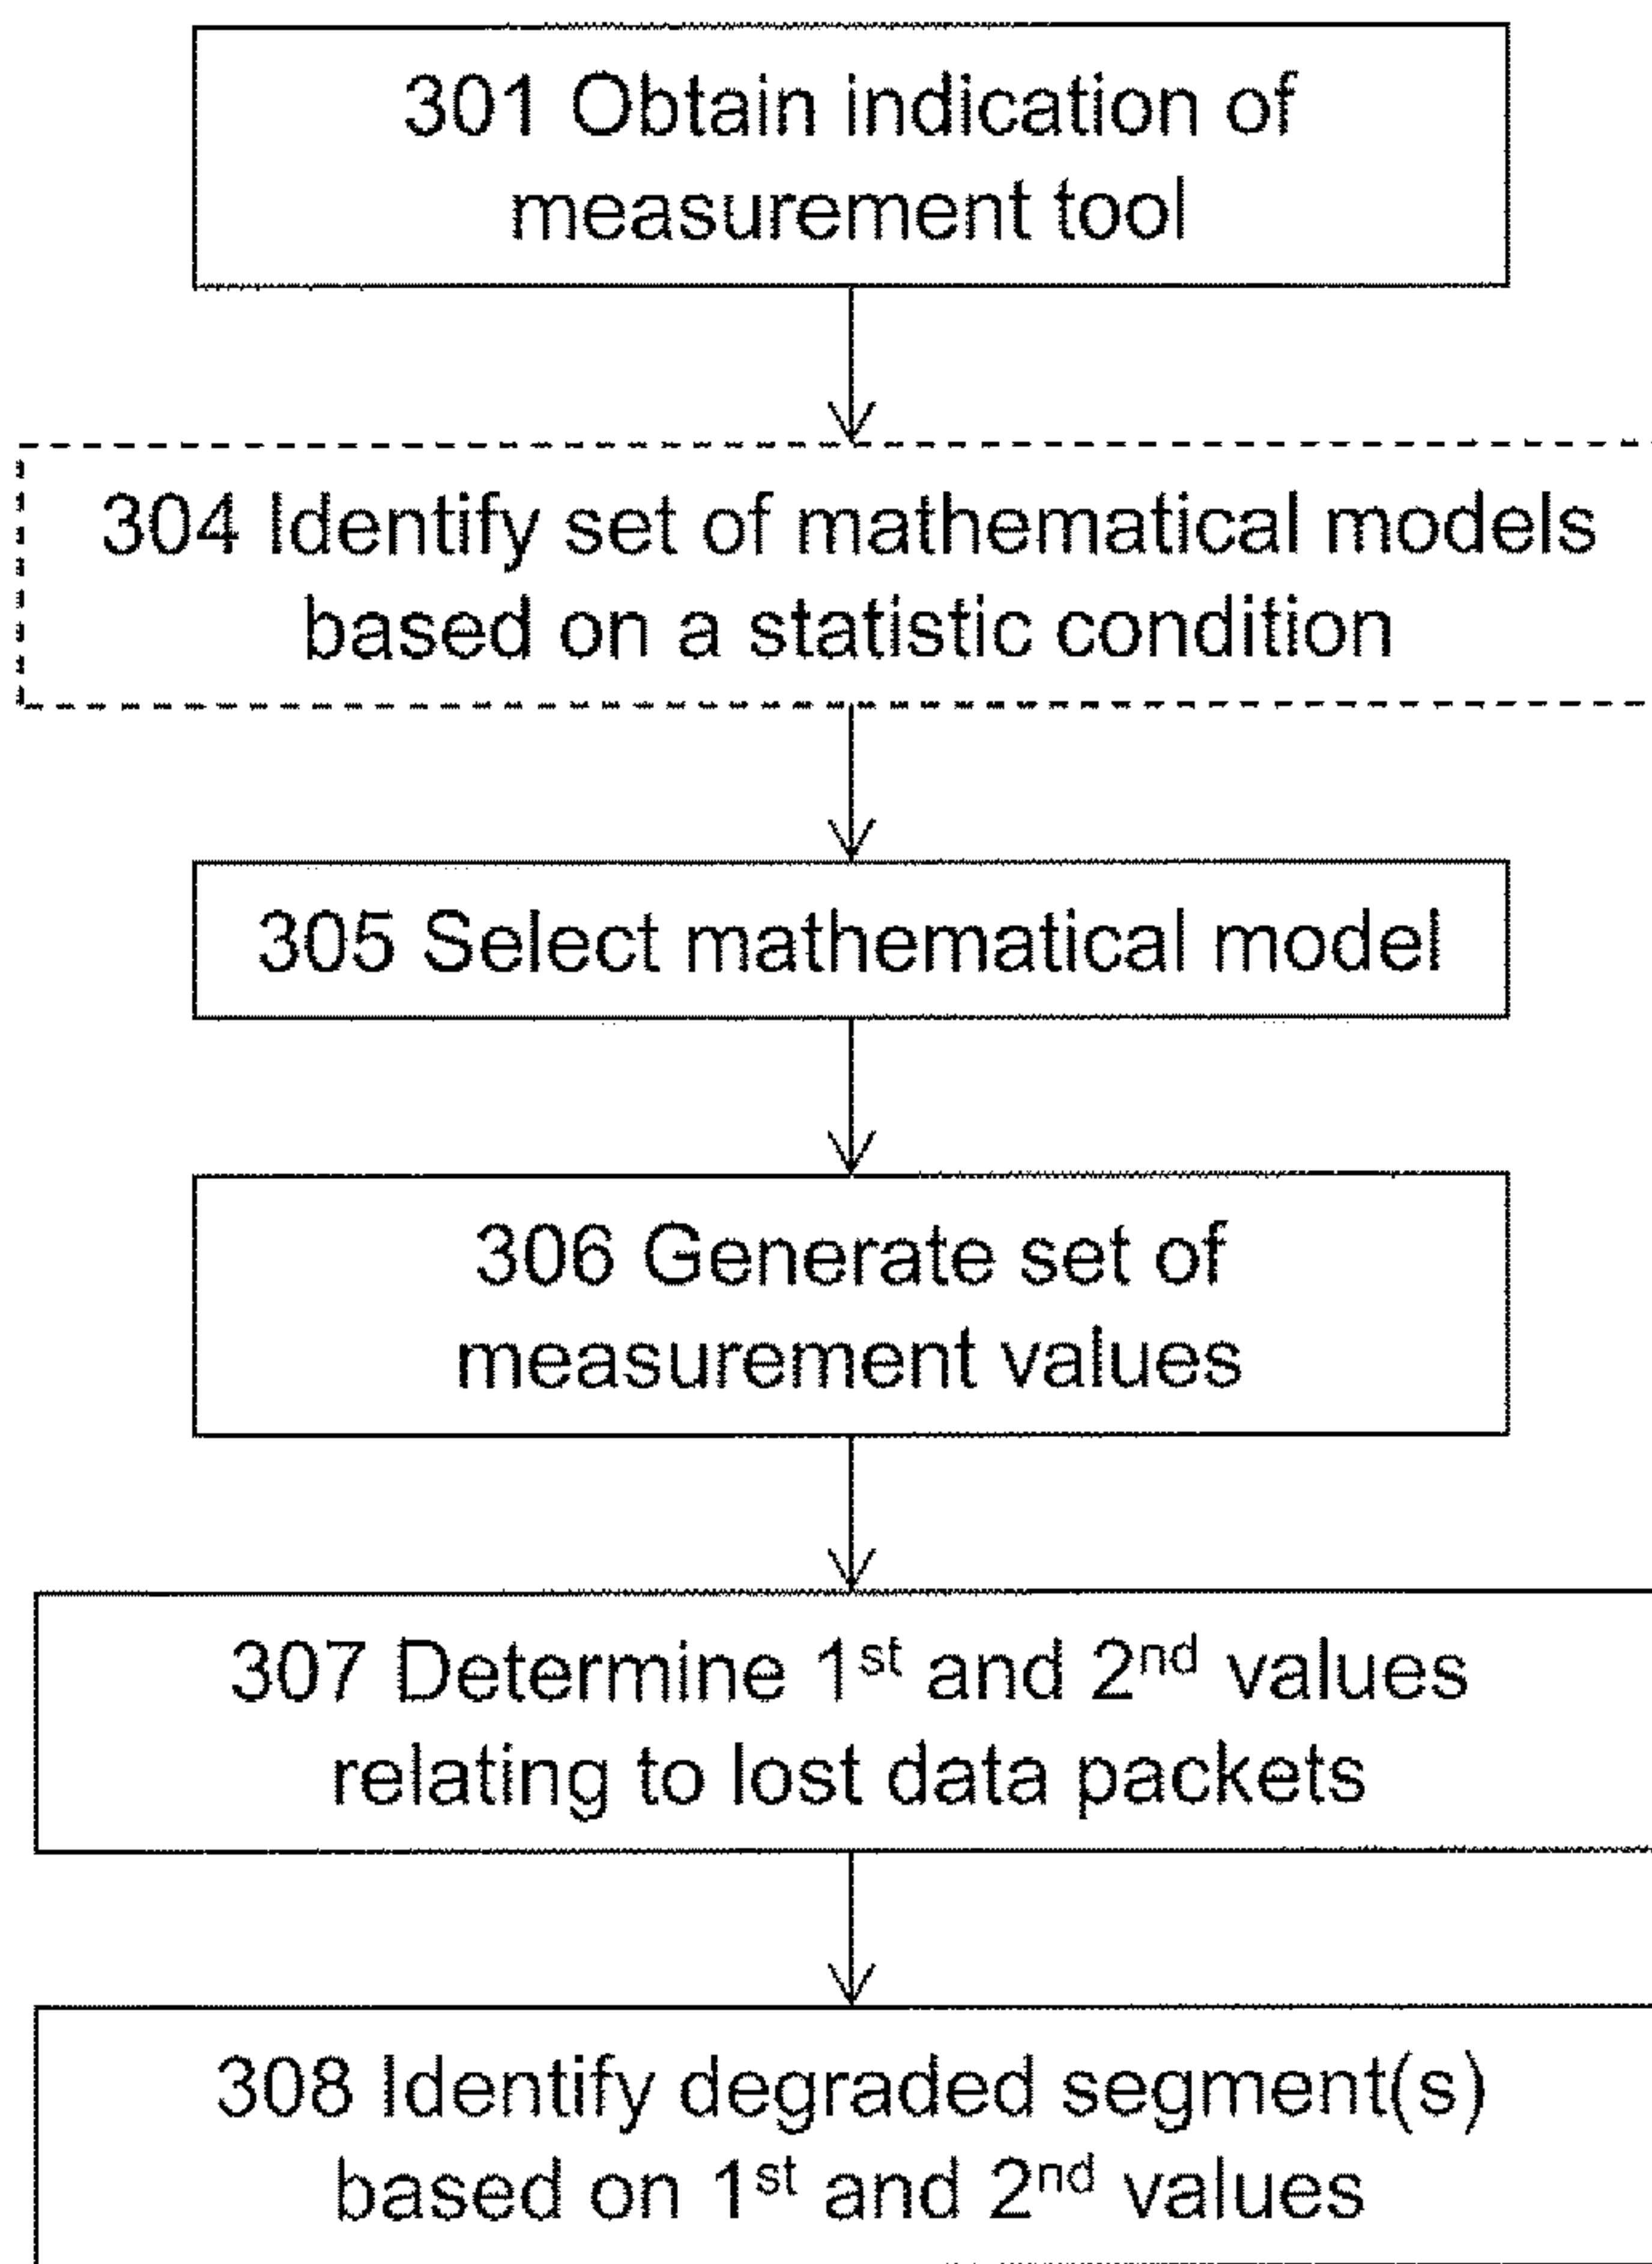 301 Obtain indication of
measurement tool
304 Identify set of mathematical models
based on a statistic condition
305 Select mathematical model
306 Generate set of
measurement values
307 Determine 1st and 2nd values
relating to lost data packets
308 Identify degraded segment(s)
based on 1st and 2nd values